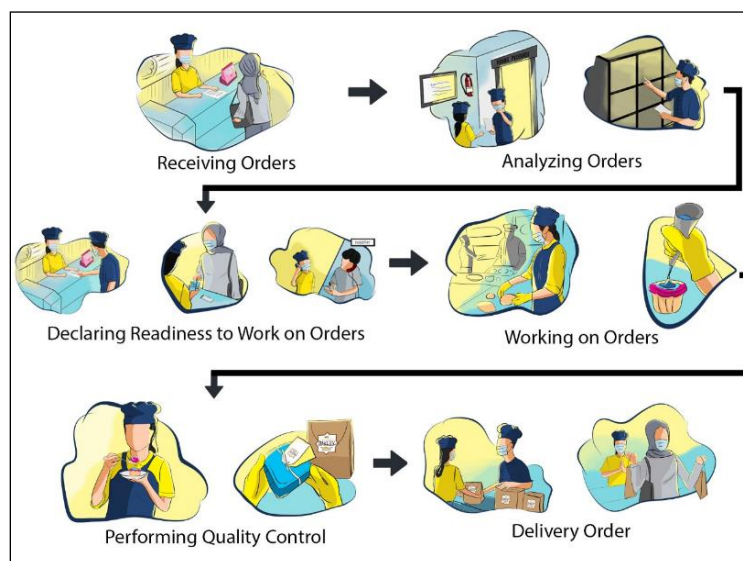 Receiving Orders
Analyzing Orders
Declaring Readiness to Work on Orders
Working on Orders
Performing Quality Control
Delivery Order